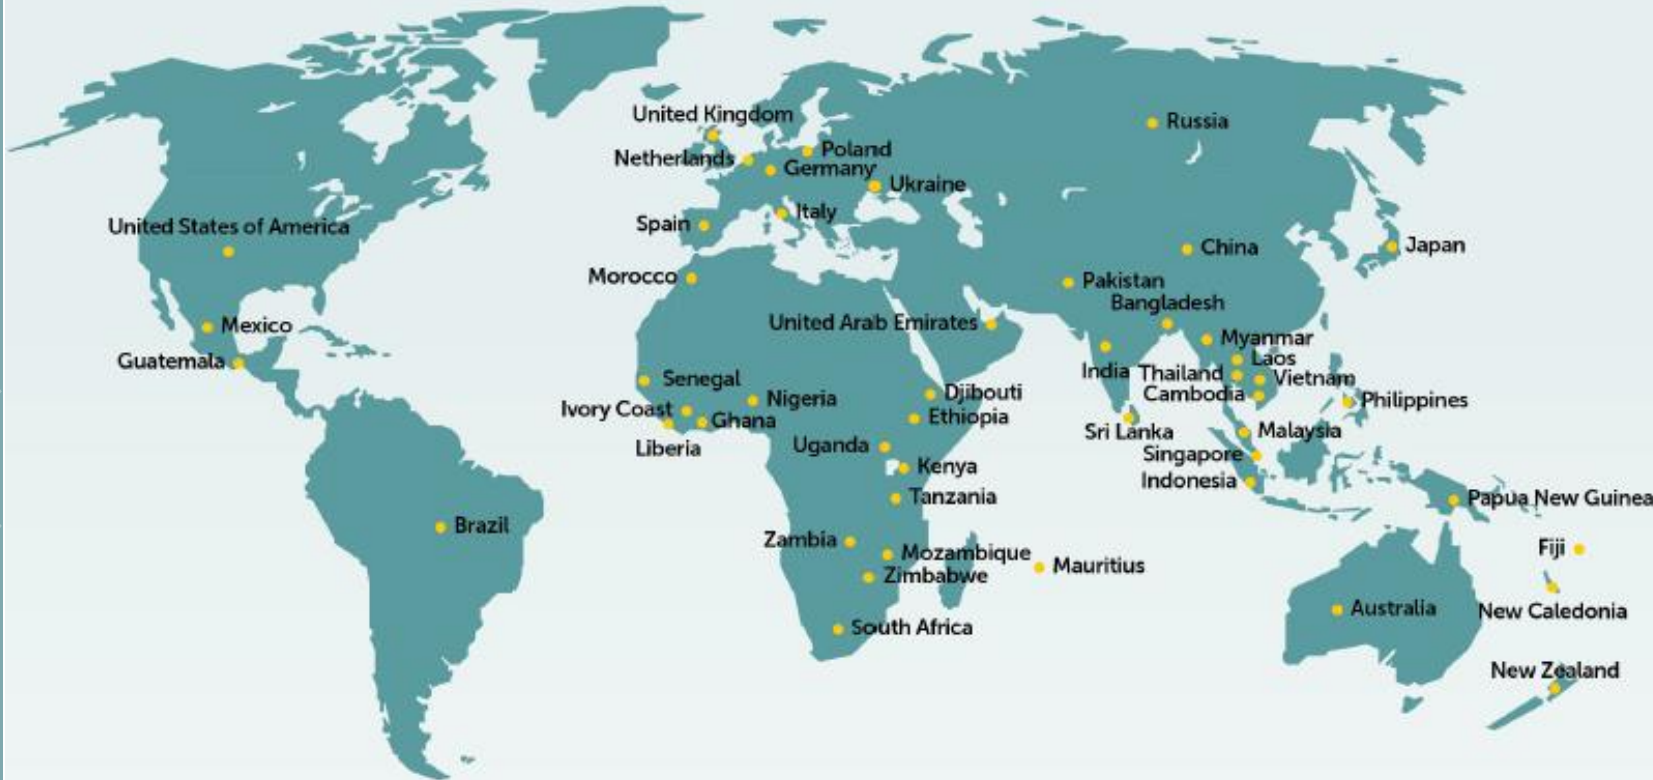 United Kingdom
Russia
Poland
Netherlands
Germany
Ukraine
Italy
Spain
United States of America
China
Japan
Morocco
Pakistan
Bangladesh
United Arab Emirates
Mexico
Myanmar
Guatemala
Laos
India
Thailand
Vietnam
Senegal
Djibouti
Cambodia
Nigeria
Philippines
Ivory Coast
Ghana
Ethiopia
Sri Lanka
Malaysia
Liberia
Uganda
Singapore
Kenya
Indonesia
Tanzania
Papua New Guinea
Brazil
Zambia
Mozambique
Fiji
Mauritius
Zimbabwe
Australia
New Caledonia
South Africa
New Zealand